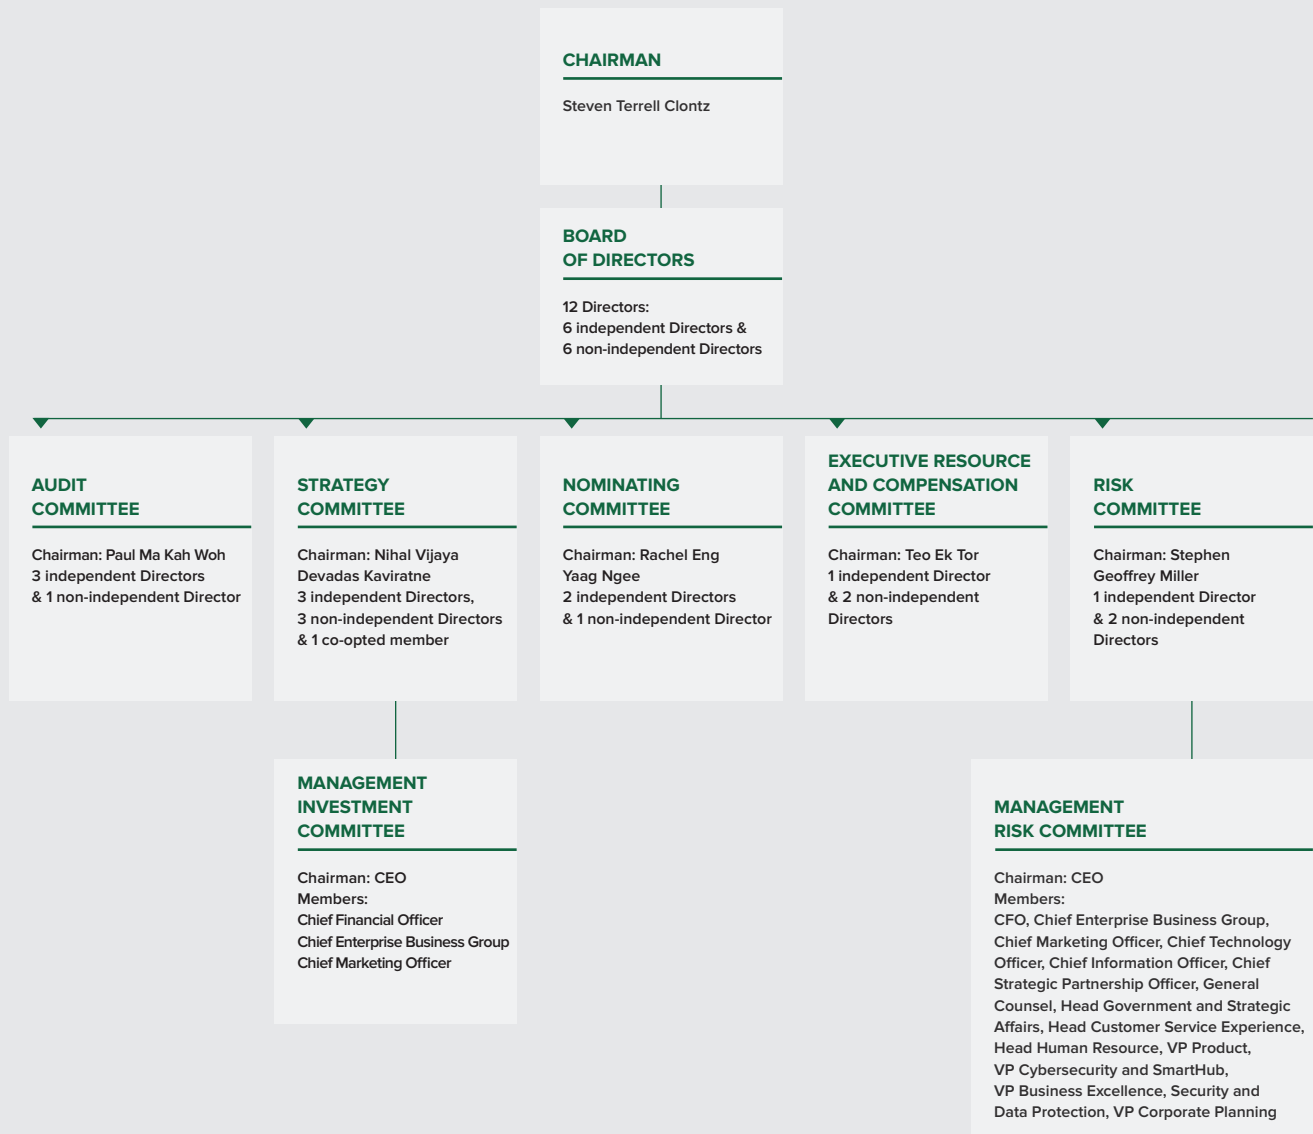 CHAIRMAN
Steven Terrell Clontz
BOARD
OF DIRECTORS
12 Directors:
6 independent Directors &
6 non-independent Directors
AUDIT
COMMITTEE
Chairman: Paul Ma Kah Woh
3 independent Directors
& 1 non-independent Director
STRATEGY
COMMITTEE
Chairman: Nihal Vijaya
Devadas Kaviratne
3 independent Directors,
3 non-independent Directors
& 1 co-opted member
NOMINATING
COMMITTEE
Chairman: Rachel Eng
Yaag Ngee
2 independent Directors
& 1 non-independent Director
EXECUTIVE RESOURCE
AND COMPENSATION
COMMITTEE
Chairman: Teo Ek Tor
1 independent Director
& 2 non-independent
Directors
RISK
COMMITTEE
Chairman: Stephen
Geoffrey Miller
1 independent Director
& 2 non-independent
Directors
MANAGEMENT
INVESTMENT
COMMITTEE
Chairman: CEO
Members:
Chief Financial Officer
Chief Enterprise Business Group
Chief Marketing Officer
MANAGEMENT
RISK COMMITTEE
Chairman: CEO
Members:
CFO, Chief Enterprise Business Group,
Chief Marketing Officer, Chief Technology
Officer, Chief Information Officer, Chief
Strategic Partnership Officer, General
Counsel, Head Government and Strategic
Affairs, Head Customer Service Experience,
Head Human Resource, VP Product,
VP Cybersecurity and SmartHub,
VP Business Excellence, Security and
Data Protection, VP Corporate Planning